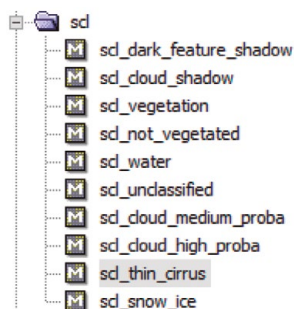 scl
M scl_dark_feature_shadow
M scl_cloud_shadow
M scl_vegetation
M scl_not_vegetated
M scl_water
M scl_unclassified
M scl_cloud_medium_proba
M scl_cloud_high_proba
M scl_thin_cirrus
M scl_snow_ice